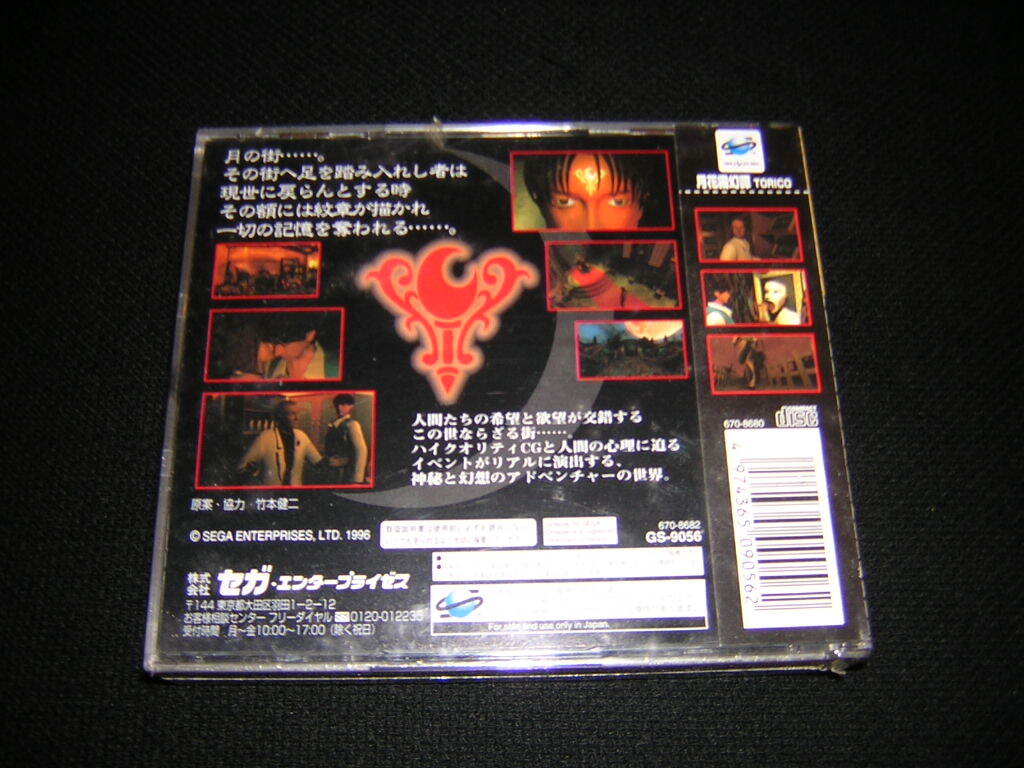 月の街……。
その街へ足を踏み入れし者は
現世に戻らんとする時
その額には紋章が描かれ
一切の記憶を奪われる……。
人間たちの希望と欲望が交錯する
この世ならざる街……
ハイクオリティCGと人間の心理に迫る
イベントがリアルに演出する、
神秘と幻想のアドベンチャーの世界。
原案・協力 竹本健二
© SEGA ENTERPRISES, LTD. 1996
670-8682
GS-9056
株式会社 セガ・エンタープライゼス
〒144 東京都大田区羽田1-2-12
お客様相談センター フリーダイヤル 0120-012235
受付時間 月〜金10:00〜17:00 (除く祝日)
For sale and use only in Japan.
月花霧幻譚 TORICO
670-8680
COMPACT disc
4 974365 090562